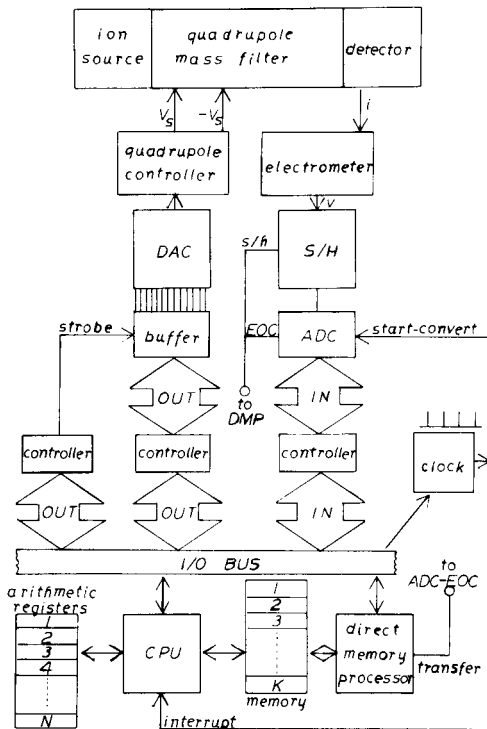 ion
source
quadrupole
mass filter
detector
Vs
-Vs
i
quadrupole
controller
electrometer
v
DAC
s/h
S/H
strobe
buffer
EOC
ADC
start-convert
OUT
IN
to
DMP
controller
controller
controller
clock
OUT
OUT
IN
I/O BUS
to
ADC-EOC
arithmetic
registers
1
2
3
4
N
CPU
1
2
3
K
memory
direct
memory
processor
transfer
interrupt